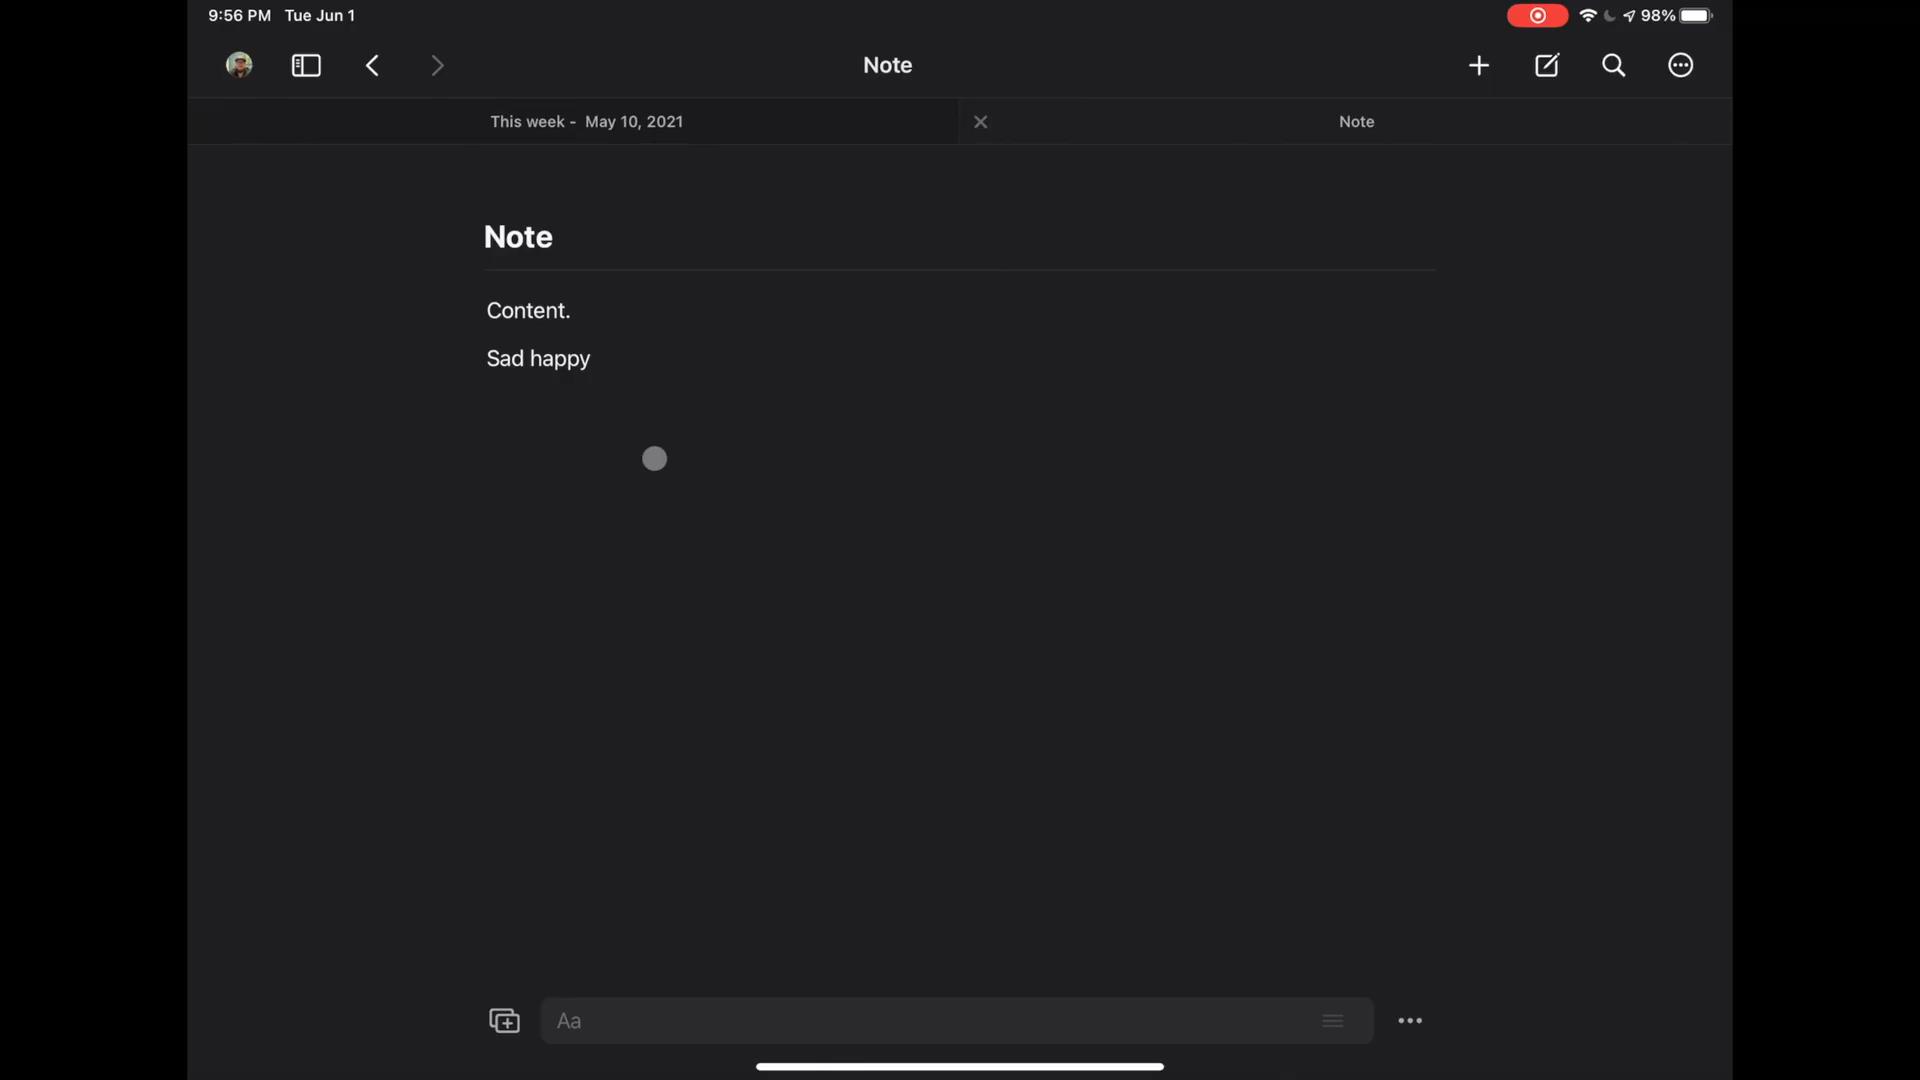 9:56 PM Tue Jun 1
98%
Note
This week - May 10, 2021
Note
Note
Content.
Sad happy
Aa